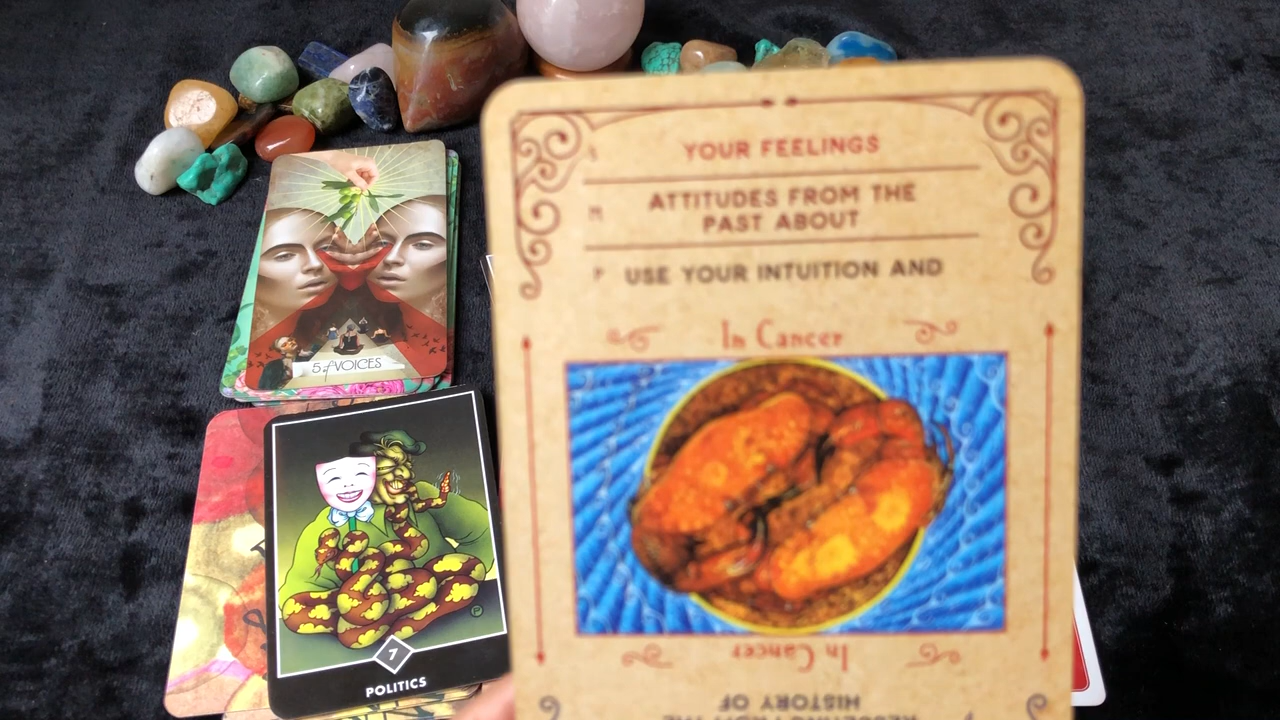 S YOUR FEELINGS
M ATTITUDES FROM THE
PAST ABOUT
P USE YOUR INTUITION AND
In Cancer
In Cancer
HISTORY OF
5 of VOICES
7
POLITICS